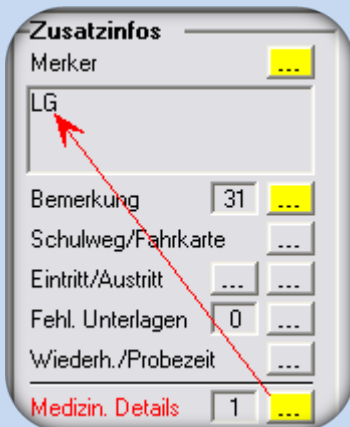 Zusatzinfos
Merker ...
LG
Bemerkung 31 ...
Schulweg/Fahrkarte ...
Eintritt/Austritt ... ...
Fehl. Unterlagen 0 ...
Wiederh./Probezeit ...
Medizin. Details 1 ...